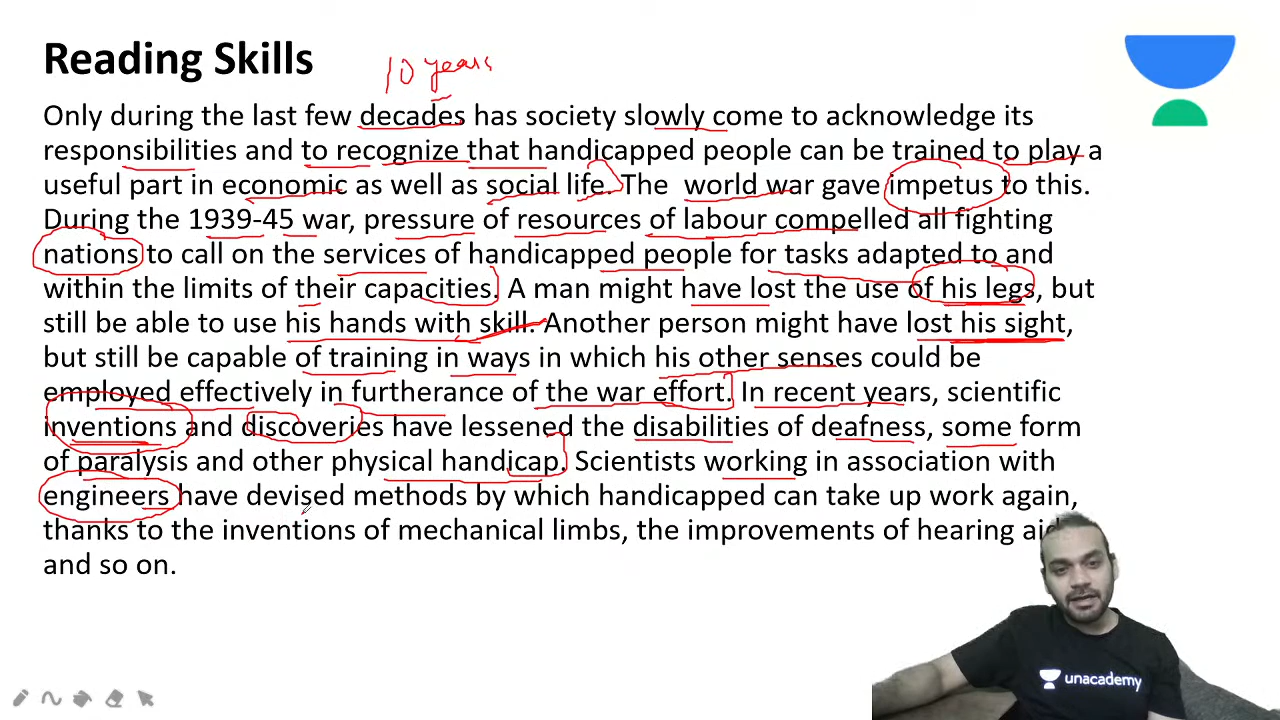 Reading Skills
10 years
Only during the last few decades has society slowly come to acknowledge its
responsibilities and to recognize that handicapped people can be trained to play a
useful part in economic as well as social life. The world war gave impetus to this.
During the 1939-45 war, pressure of resources of labour compelled all fighting
nations to call on the services of handicapped people for tasks adapted to and
within the limits of their capacities. A man might have lost the use of his legs, but
still be able to use his hands with skill. Another person might have lost his sight,
but still be capable of training in ways in which his other senses could be
employed effectively in furtherance of the war effort. In recent years, scientific
inventions and discoveries have lessened the disabilities of deafness, some form
of paralysis and other physical handicap. Scientists working in association with
engineers have devised methods by which handicapped can take up work again,
thanks to the inventions of mechanical limbs, the improvements of hearing
and so on.
unacademy